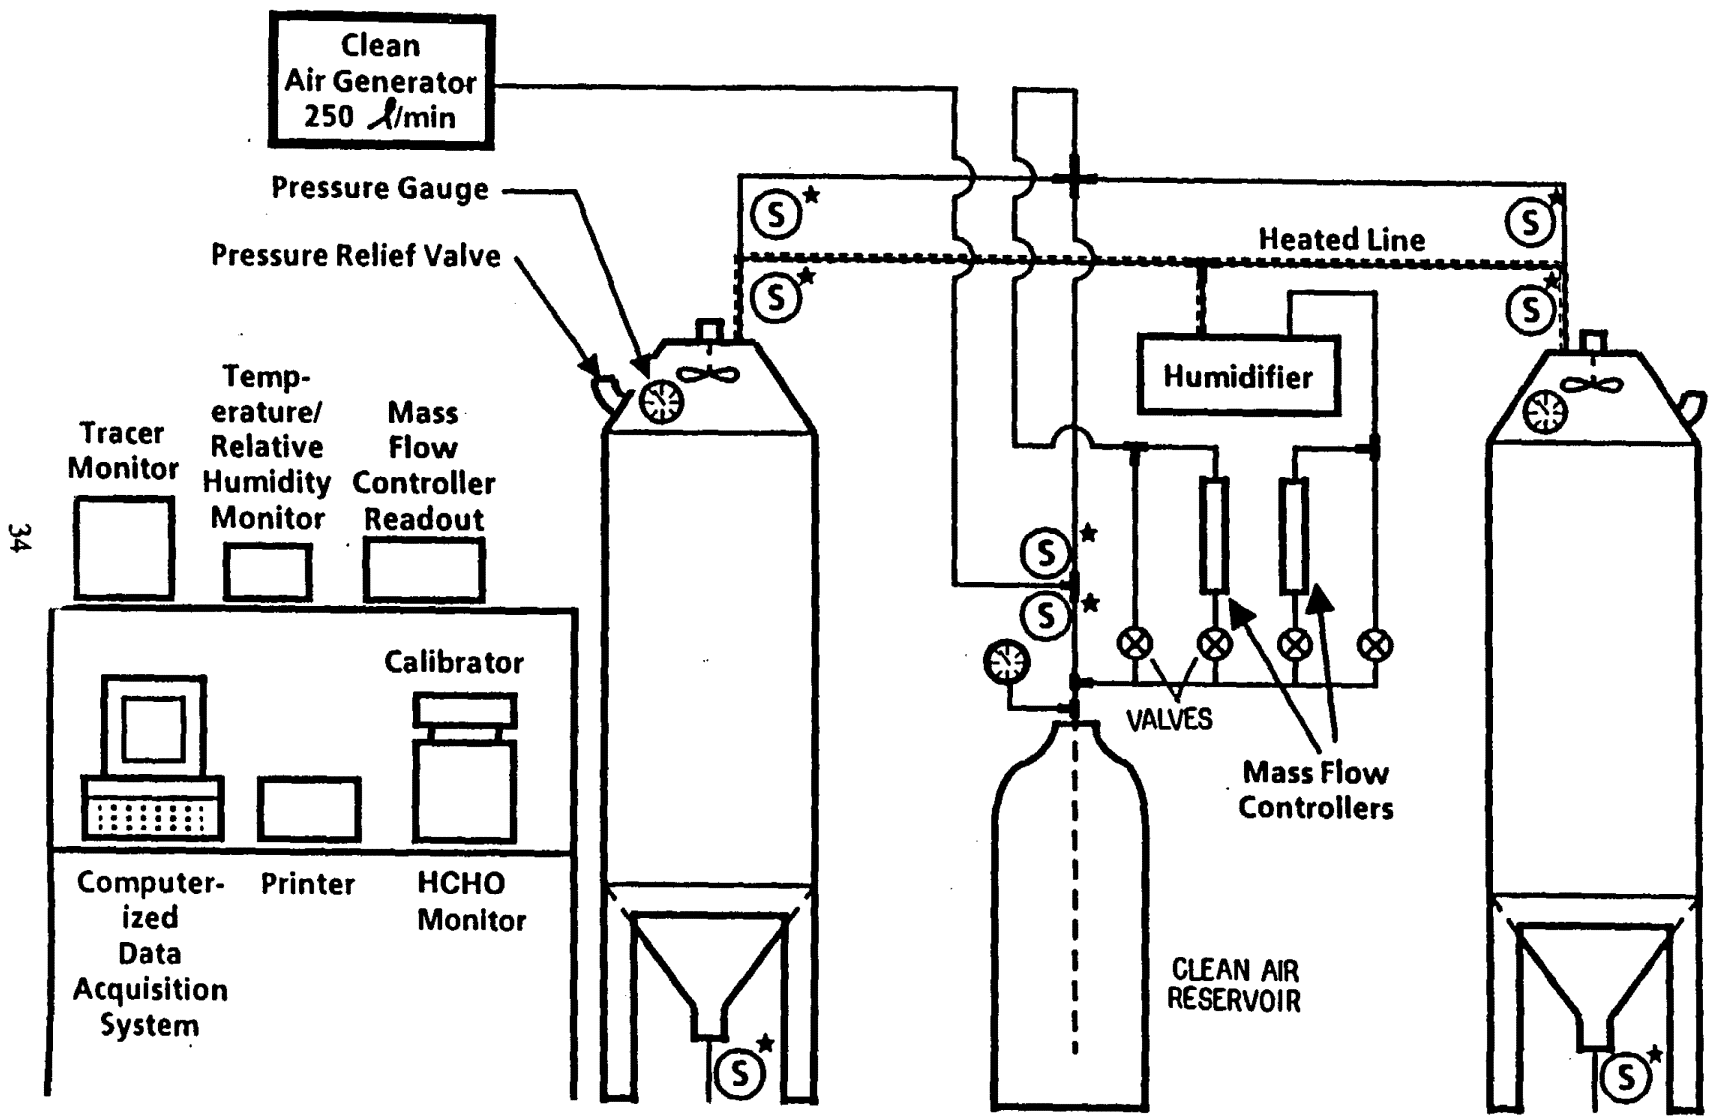 Clean
Air Generator
250 ℓ/min
Pressure Gauge
Pressure Relief Valve
S★
S★
S★
S★
Heated Line
Humidifier
Temp-
erature/
Relative
Humidity
Monitor
Mass
Flow
Controller
Readout
Tracer
Monitor
34
S★
S★
Calibrator
VALVES
Mass Flow
Controllers
Computer-
ized
Data
Acquisition
System
Printer
HCHO
Monitor
CLEAN AIR
RESERVOIR
S★
S★